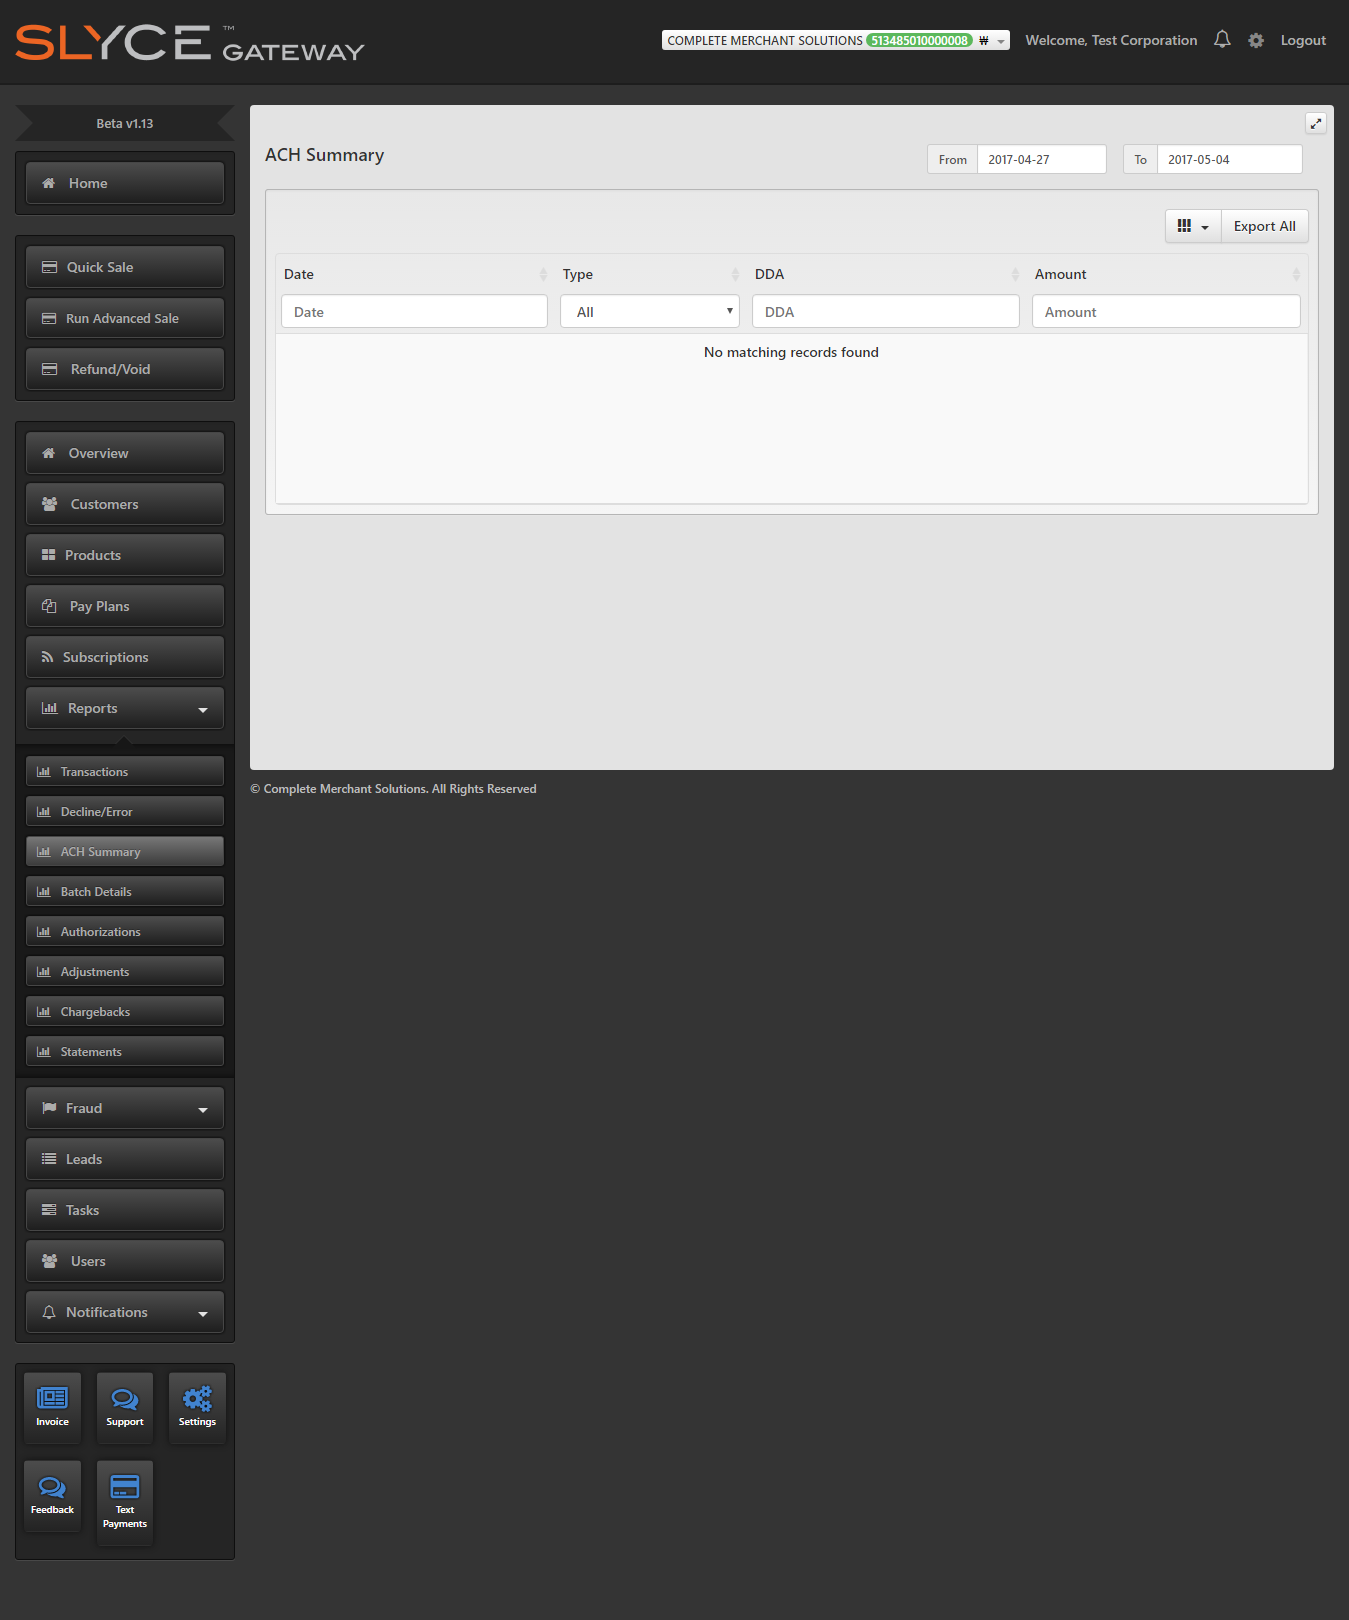 SLYCE ™ GATEWAY
COMPLETE MERCHANT SOLUTIONS 513485010000008 ₩
Welcome, Test Corporation
Logout
Beta v1.13
Home
Quick Sale
Run Advanced Sale
Refund/Void
Overview
Customers
Products
Pay Plans
Subscriptions
Reports
Transactions
Decline/Error
ACH Summary
Batch Details
Authorizations
Adjustments
Chargebacks
Statements
Fraud
Leads
Tasks
Users
Notifications
Invoice
Support
Settings
Feedback
Text
Payments
ACH Summary
From 2017-04-27
To 2017-05-04
Export All
Date Type DDA Amount
Date All DDA Amount
No matching records found
© Complete Merchant Solutions. All Rights Reserved